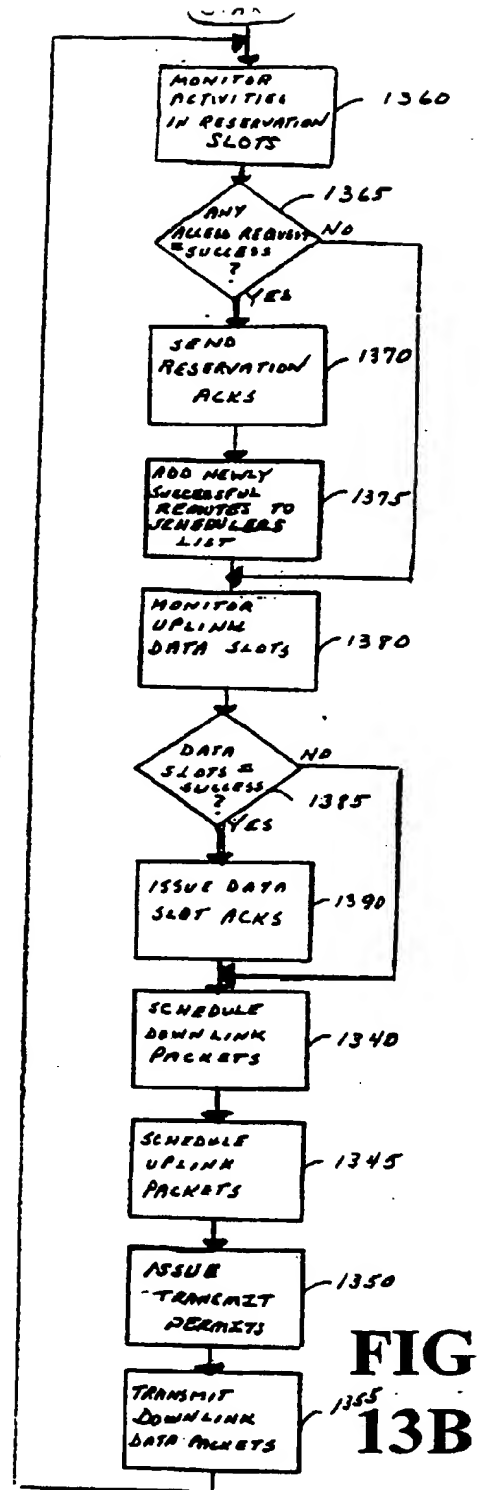 MONITOR
ACTIVITIES
IN RESERVATION
SLOTS
1360
1365
ANY
ACCESS REQUEST
= SUCCESS
?
NO
YES
SEND
RESERVATION
ACKS
1370
ADD NEWLY
SUCCESSFUL
REMOTES TO
SCHEDULERS
LIST
1375
MONITOR
UPLINK
DATA SLOTS
1380
DATA
SLOTS =
SUCCESS
?
NO
1385
YES
ISSUE DATA
SLOT ACKS
1390
SCHEDULE
DOWNLINK
PACKETS
1340
SCHEDULE
UPLINK
PACKETS
1345
ISSUE
TRANSMIT
PERMITS
1350
TRANSMIT
DOWNLINK
DATA PACKETS
1355
FIG
13B